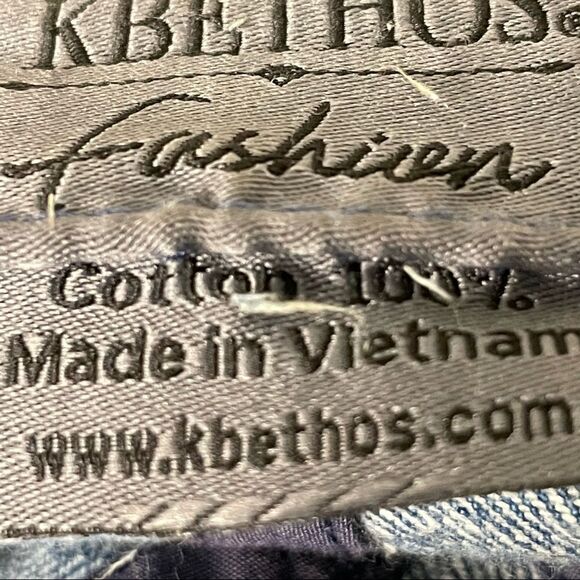 KBETHOS®
Fashion
Cotton 100%
Made in Vietnam
www.kbethos.com